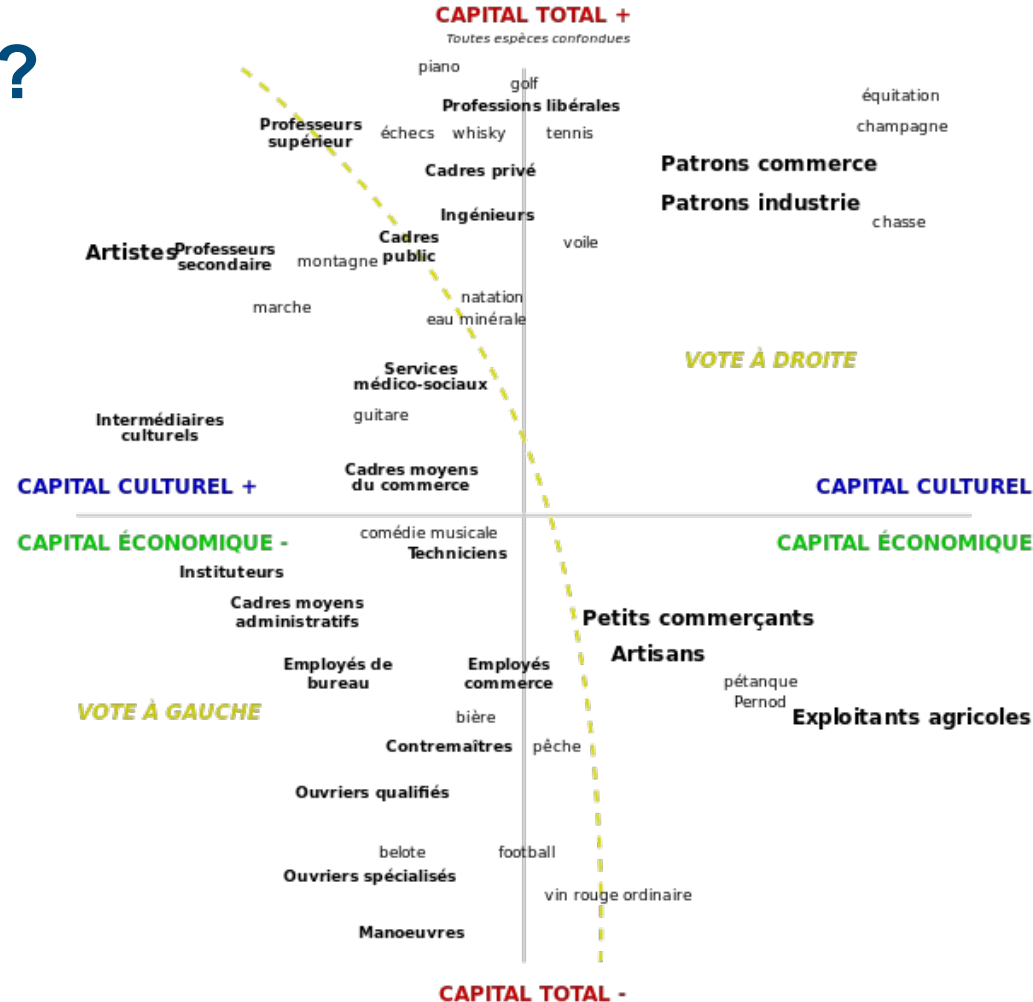 ?
CAPITAL TOTAL +
Toutes espèces confondues
piano
golf
équitation
Professions libérales
champagne
Professeurs
supérieur
échecs
whisky
tennis
Patrons commerce
Cadres privé
Patrons industrie
Ingénieurs
chasse
Cadres
public
voile
Artistes
Professeurs
secondaire
montagne
natation
marche
eau minérale
VOTE À DROITE
Services
médico-sociaux
guitare
Intermédiaires
culturels
Cadres moyens
du commerce
CAPITAL CULTUREL +
CAPITAL CULTUREL
CAPITAL ÉCONOMIQUE -
CAPITAL ÉCONOMIQUE
comédie musicale
Techniciens
Instituteurs
Cadres moyens
administratifs
Petits commerçants
Artisans
Employés de
bureau
Employés
commerce
pétanque
Pernod
VOTE À GAUCHE
bière
Exploitants agricoles
Contremaîtres
pêche
Ouvriers qualifiés
belote
football
Ouvriers spécialisés
vin rouge ordinaire
Manoeuvres
CAPITAL TOTAL -